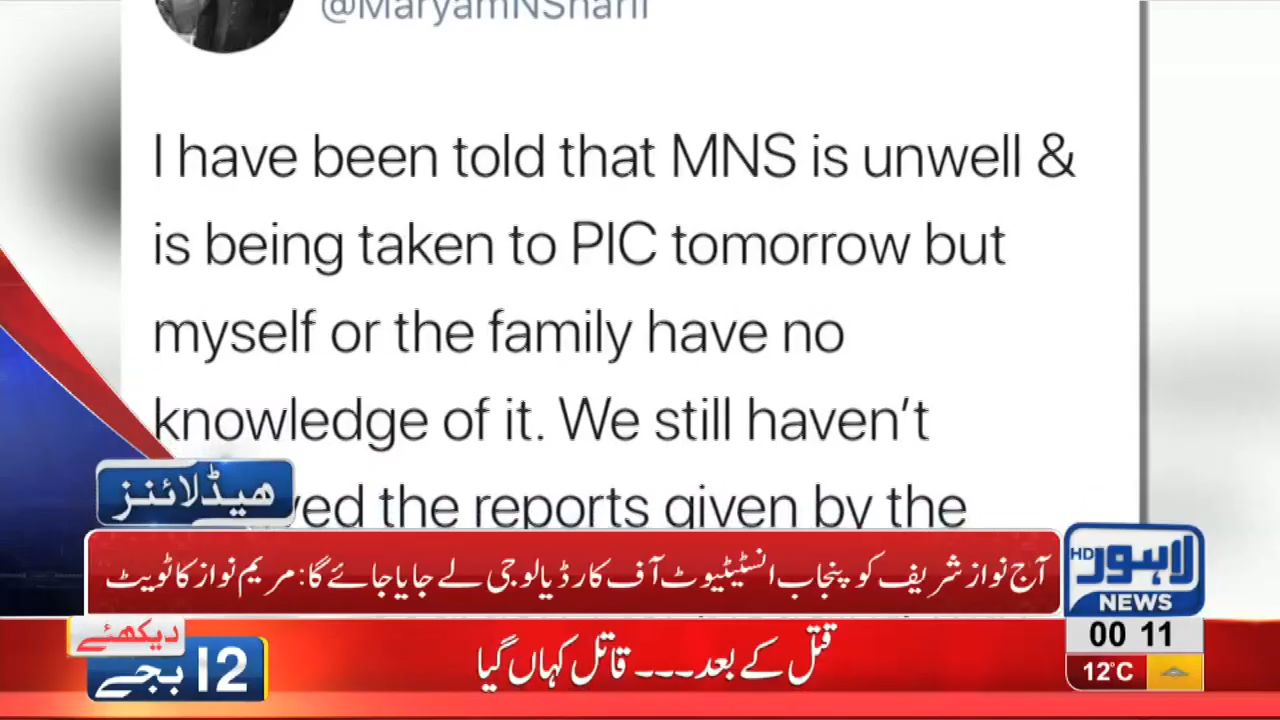 @MaryamNSharif
I have been told that MNS is unwell &
is being taken to PIC tomorrow but
myself or the family have no
knowledge of it. We still haven't
the reports given by the
ہیڈلائنز
آج نواز شریف کو پنجاب انسٹیٹیوٹ آف کارڈیالوجی لے جایا جائے گا: مریم نواز کا ٹویٹ
HD لاہور
NEWS
00 11
12°C
دیکھئے
12 بجے
قتل کے بعد ۔۔۔ قاتل کہاں گیا